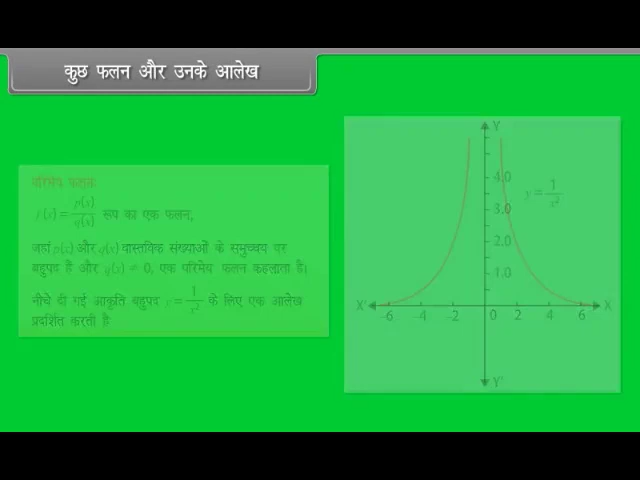 कुछ फलन और उनके आलेख
परिमेय फलन:
f(x) = p(x)/q(x) रूप का एक फलन,
जहां p(x) और q(x) वास्तविक संख्याओं के समुच्चय पर
बहुपद हैं और q(x) ≠ 0, एक परिमेय फलन कहलाता है।
नीचे दी गई आकृति बहुपद y = 1/x² के लिए एक आलेख
प्रदर्शित करती है
Y
4.0
y = 1/x²
3.0
2.0
1.0
X' -6 -4 -2 0 2 4 6 X
Y'